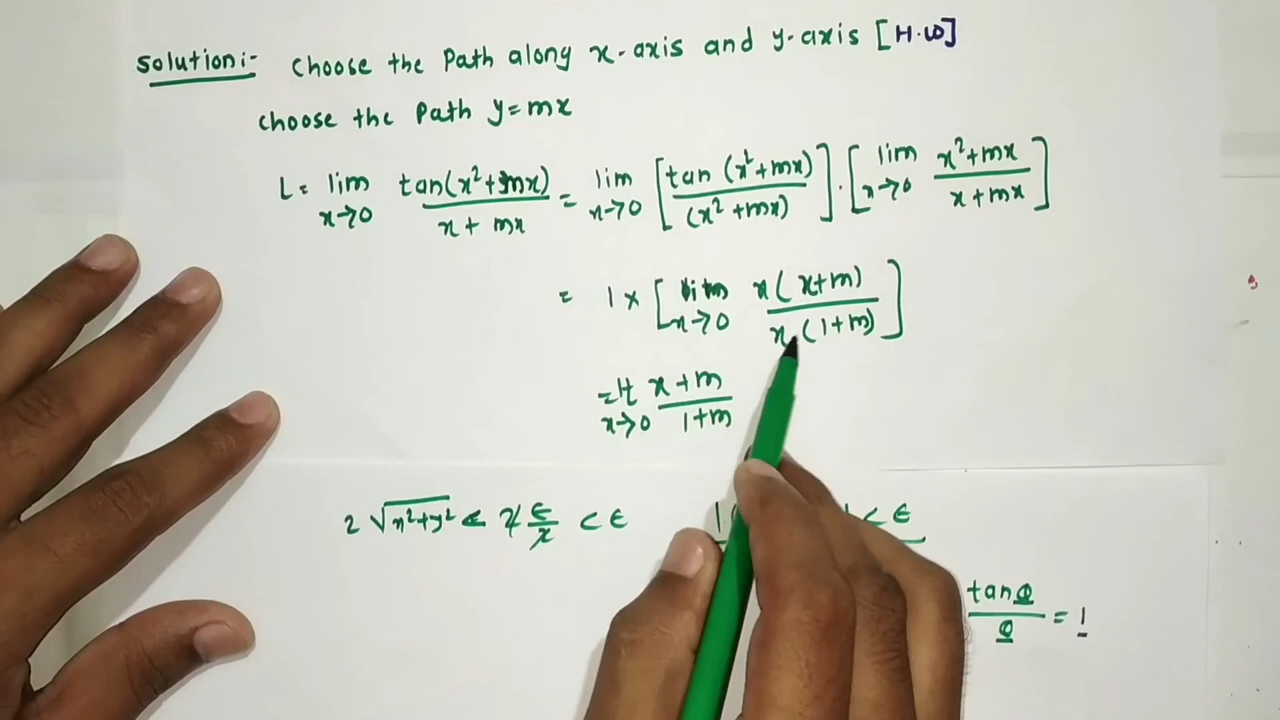 Solution:- Choose the Path along x-axis and y-axis [H.W]
Choose the Path y=mx
L = lim x→0 tan(x²+mx) / x+mx = lim x→0 [tan(x²+mx) / (x²+mx)] . [lim x→0 x²+mx / x+mx]
= 1 × [lim x→0 x(x+m) / x(1+m)]
= lt x→0 x+m / 1+m
2 √x²+y² < 2 ε/2 < ε < ε
tanθ / θ = 1